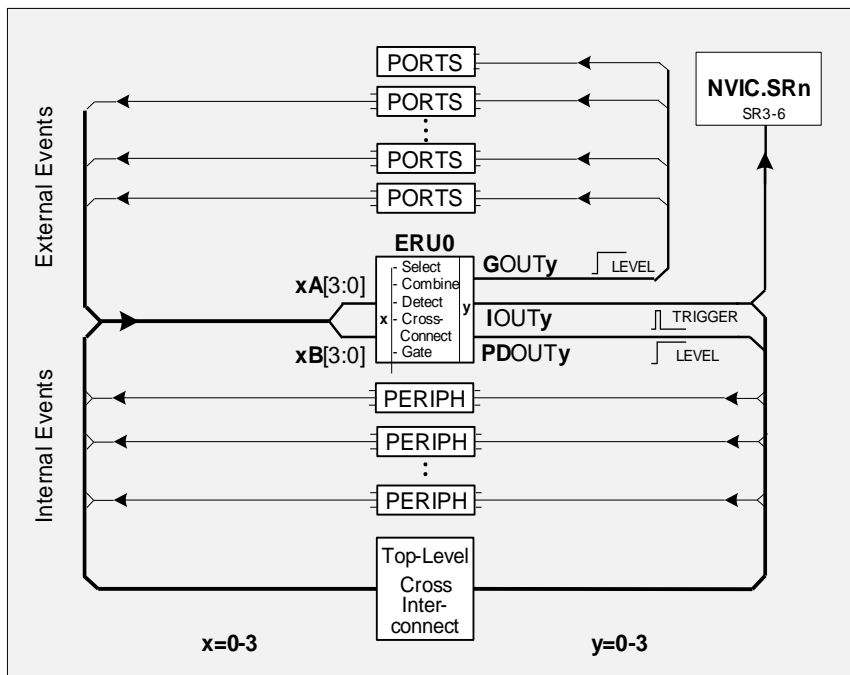 PORTS
NVIC.SRn
SR3-6
PORTS
PORTS
PORTS
External Events
ERU0
xA[3:0]
xB[3:0]
x
- Select
- Combine
- Detect
- Cross-
Connect
- Gate
y
GOUTy
LEVEL
IOUTy
TRIGGER
PDOUTy
LEVEL
Internal Events
PERIPH
PERIPH
PERIPH
Top-Level
Cross
Inter-
connect
x=0-3
y=0-3